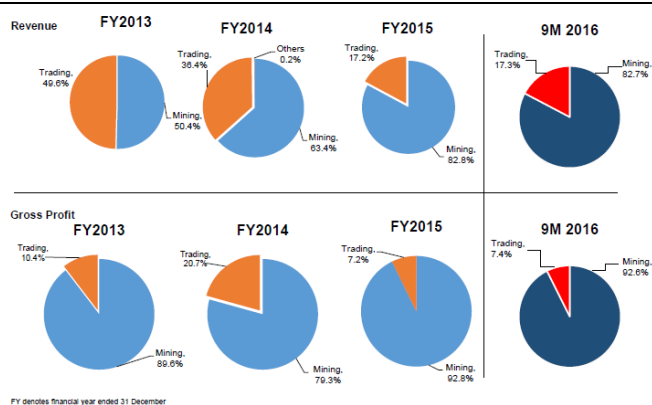 Revenue
FY2013
FY2014
FY2015
9M 2016
Trading,
49.6%
Mining,
50.4%
Trading,
36.4%
Others
0.2%
Mining,
63.4%
Trading,
17.2%
Mining,
82.8%
Trading,
17.3%
Mining,
82.7%
Gross Profit
FY2013
FY2014
FY2015
9M 2016
Trading,
10.4%
Mining,
89.6%
Trading,
20.7%
Mining,
79.3%
Trading,
7.2%
Mining,
92.8%
Trading,
7.4%
Mining,
92.6%
FY denotes financial year ended 31 December